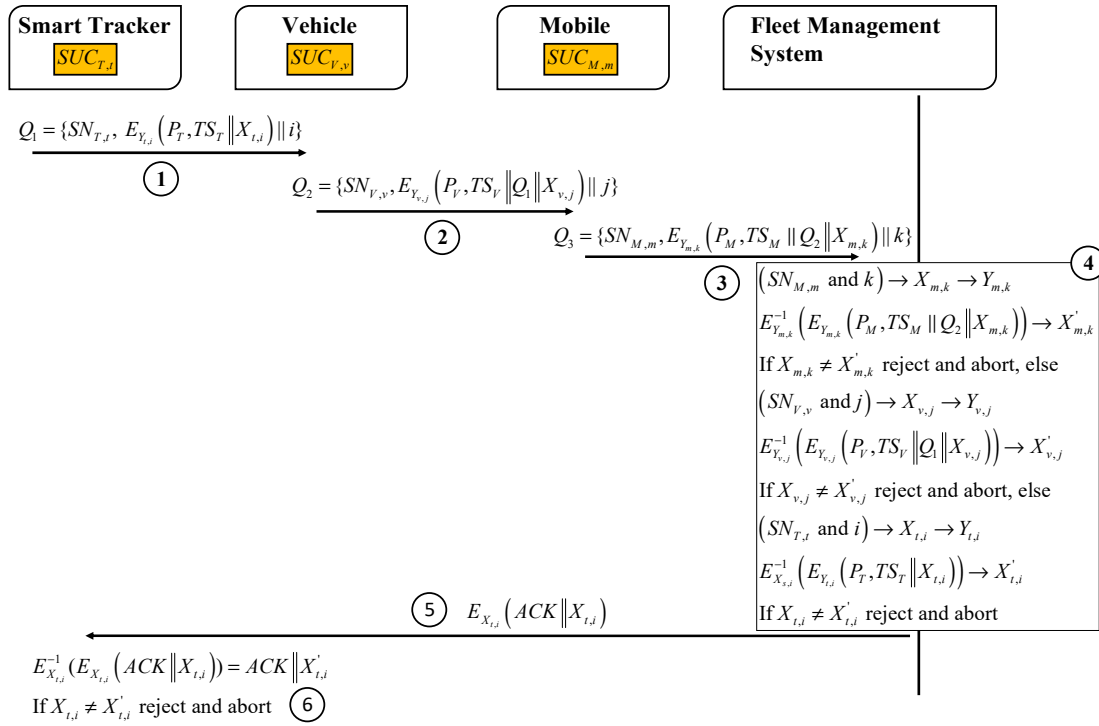 Smart Tracker
SUC_{T,t}
Vehicle
SUC_{V,v}
Mobile
SUC_{M,m}
Fleet Management
System
Q_1 = {SN_{T,t}, E_{Y_{t,i}}(P_T, TS_T ‖ X_{t,i}) || i}
1
Q_2 = {SN_{V,v}, E_{Y_{v,j}}(P_V, TS_V ‖ Q_1 ‖ X_{v,j}) || j}
2
Q_3 = {SN_{M,m}, E_{Y_{m,k}}(P_M, TS_M || Q_2 ‖ X_{m,k}) || k}
3
4
(SN_{M,m} and k) → X_{m,k} → Y_{m,k}
E^{-1}_{Y_{m,k}}(E_{Y_{m,k}}(P_M, TS_M || Q_2 ‖ X_{m,k})) → X'_{m,k}
If X_{m,k} ≠ X'_{m,k} reject and abort, else
(SN_{V,v} and j) → X_{v,j} → Y_{v,j}
E^{-1}_{Y_{v,j}}(E_{Y_{v,j}}(P_V, TS_V ‖ Q_1 ‖ X_{v,j})) → X'_{v,j}
If X_{v,j} ≠ X'_{v,j} reject and abort, else
(SN_{T,t} and i) → X_{t,i} → Y_{t,i}
E^{-1}_{X_{s,i}}(E_{Y_{t,i}}(P_T, TS_T ‖ X_{t,i})) → X'_{t,i}
If X_{t,i} ≠ X'_{t,i} reject and abort
5 E_{X_{t,i}}(ACK ‖ X_{t,i})
E^{-1}_{X_{t,i}}(E_{X_{t,i}}(ACK ‖ X_{t,i})) = ACK ‖ X'_{t,i}
If X_{t,i} ≠ X'_{t,i} reject and abort 6